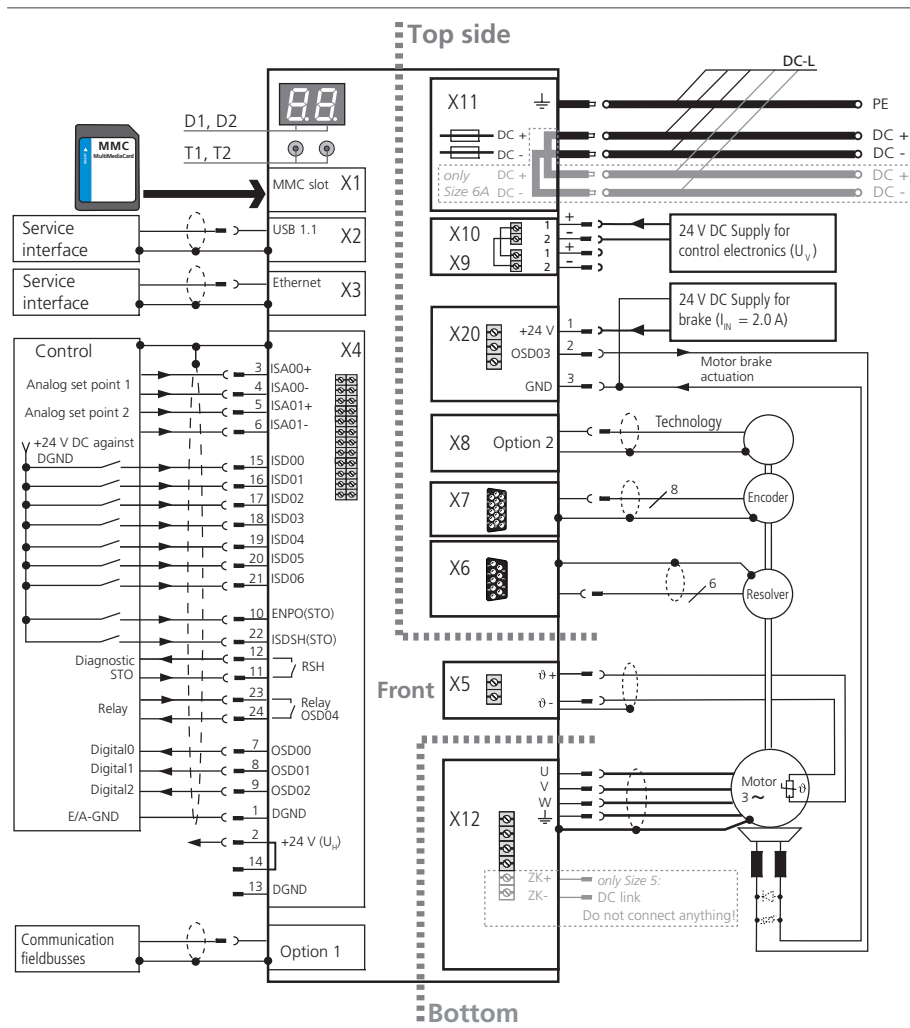 Top side
DC-L
X11
PE
DC +
DC +
DC -
DC -
only
Size 6A
DC +
DC -
DC +
DC -
88
D1, D2
T1, T2
MMC
MultiMediaCard
MMC slot X1
Service
interface
USB 1.1
X2
Service
interface
Ethernet
X3
X10
X9
1
2
1
2
+
–
+
–
24 V DC Supply for
control electronics (UV)
X20
+24 V
OSD03
GND
1
2
3
24 V DC Supply for
brake (IIN = 2.0 A)
Motor brake
actuation
X8 Option 2
Technology
X7
8
Encoder
X6
6
Resolver
Control
X4
Analog set point 1
3 ISA00+
4 ISA00-
Analog set point 2
5 ISA01+
6 ISA01-
+24 V DC against
DGND
15 ISD00
16 ISD01
17 ISD02
18 ISD03
19 ISD04
20 ISD05
21 ISD06
10 ENPO(STO)
22 ISDSH(STO)
Diagnostic
STO
12
11
RSH
Relay
23
24
Relay
OSD04
Digital0
7 OSD00
Digital1
8 OSD01
Digital2
9 OSD02
E/A-GND
1 DGND
2 +24 V (UH)
14
13 DGND
Communication
fieldbusses
Option 1
Front
X5
ϑ +
ϑ -
X12
U
V
W
Motor
3 ~
ϑ
ZK+
ZK-
only Size 5:
DC link
Do not connect anything!
Bottom